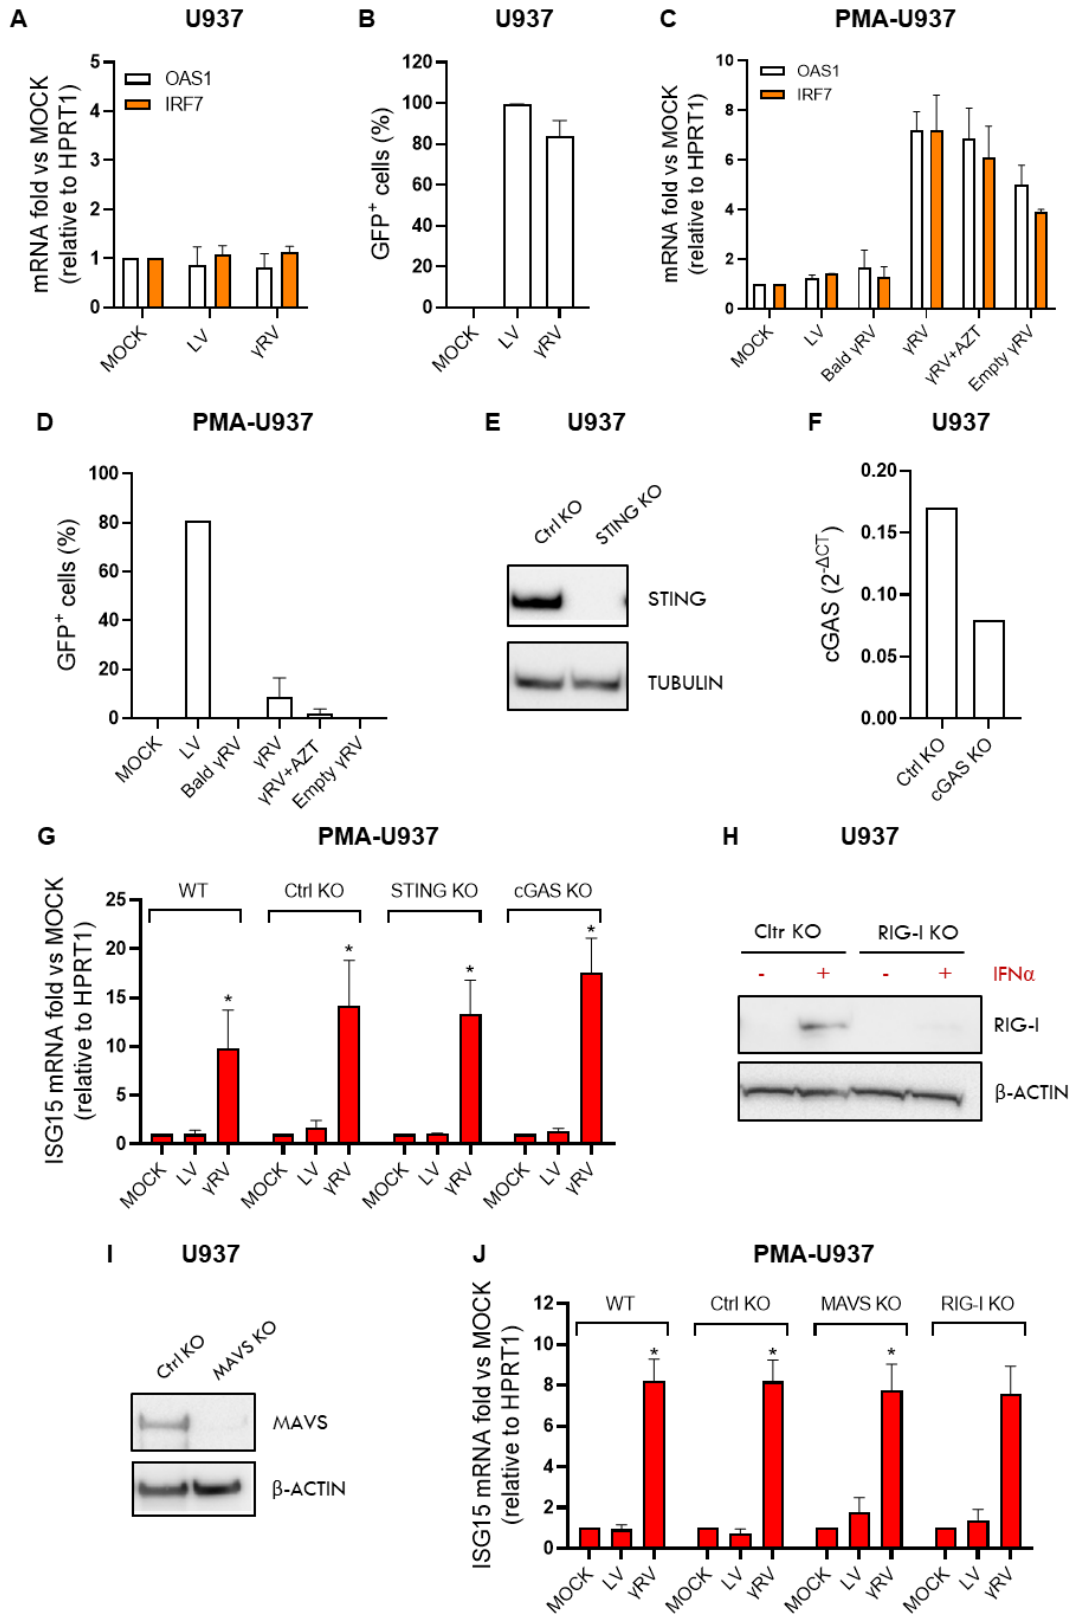 A
U937
mRNA fold vs MOCK
(relative to HPRT1)
5
4
3
2
1
0
OAS1
IRF7
MOCK
LV
γRV
B
U937
GFP+ cells (%)
120
100
80
60
40
20
0
MOCK
LV
γRV
C
PMA-U937
mRNA fold vs MOCK
(relative to HPRT1)
10
8
6
4
2
0
OAS1
IRF7
MOCK
LV
Bald γRV
γRV
γRV+AZT
Empty γRV
D
PMA-U937
GFP+ cells (%)
100
80
60
40
20
0
MOCK
LV
Bald γRV
γRV
γRV+AZT
Empty γRV
E
U937
Ctrl KO
STING KO
STING
TUBULIN
F
U937
cGAS (2-ΔCT)
0.20
0.15
0.10
0.05
0.00
Ctrl KO
cGAS KO
G
PMA-U937
ISG15 mRNA fold vs MOCK
(relative to HPRT1)
25
20
15
10
5
0
WT
Ctrl KO
STING KO
cGAS KO
*
*
*
*
MOCK
LV
γRV
MOCK
LV
γRV
MOCK
LV
γRV
MOCK
LV
γRV
H
U937
Cltr KO
RIG-I KO
- + - + IFNα
RIG-I
β-ACTIN
I
U937
Ctrl KO
MAVS KO
MAVS
β-ACTIN
J
PMA-U937
ISG15 mRNA fold vs MOCK
(relative to HPRT1)
12
10
8
6
4
2
0
WT
Ctrl KO
MAVS KO
RIG-I KO
*
*
*
MOCK
LV
γRV
MOCK
LV
γRV
MOCK
LV
γRV
MOCK
LV
γRV